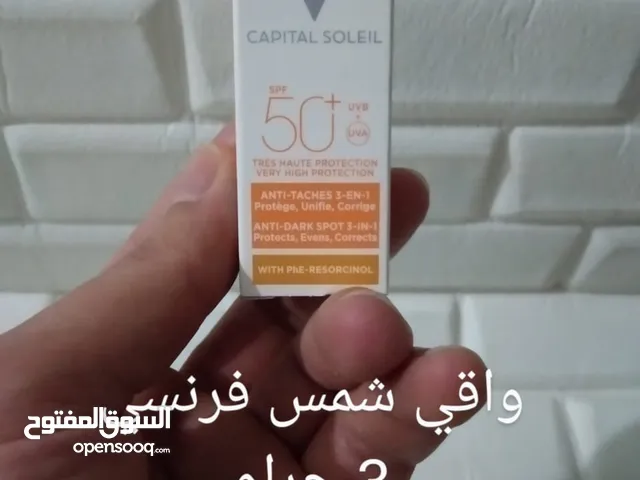 CAPITAL SOLEIL
SPF
50+
UVB
+
UVA
TRÈS HAUTE PROTECTION
VERY HIGH PROTECTION
ANTI-TACHES 3-EN-1
Protège, Unifie, Corrige
ANTI-DARK SPOT 3-IN-1
Protects, Evens, Corrects
WITH PhE-RESORCINOL
واقي شمس فرنسي
السوق المفتوح
opensooq.com
3